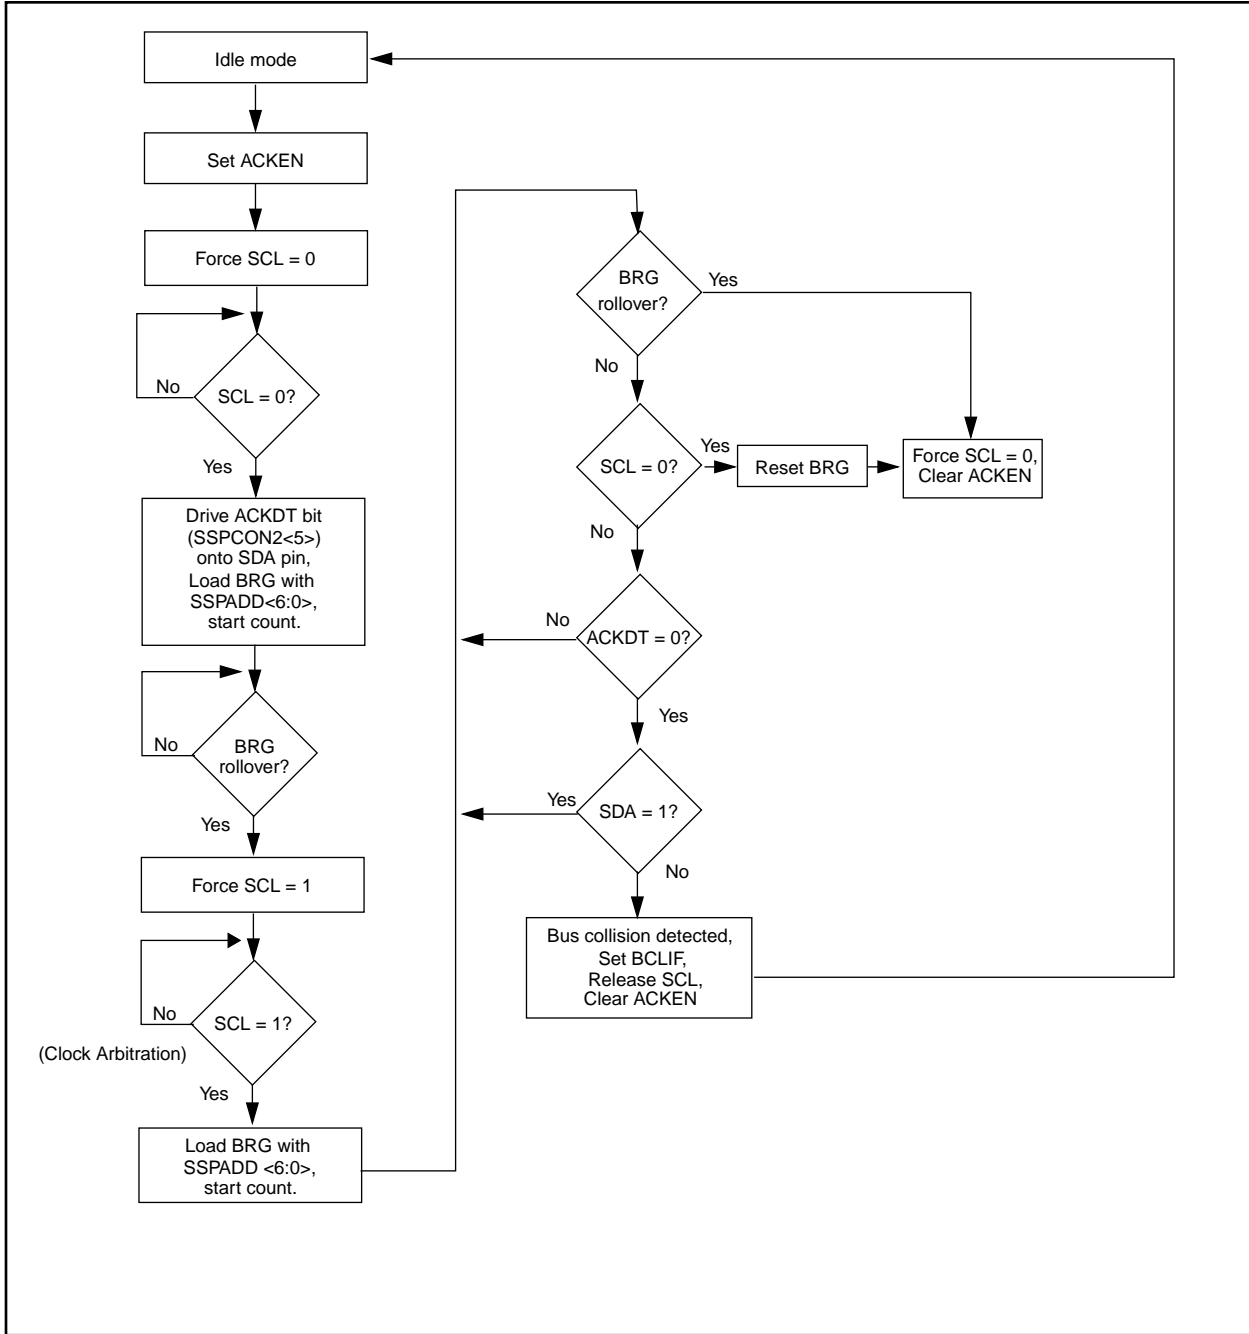 Idle mode
Set ACKEN
Force SCL = 0
No
SCL = 0?
Yes
Drive ACKDT bit
(SSPCON2<5>)
onto SDA pin,
Load BRG with
SSPADD<6:0>,
start count.
No
BRG
rollover?
Yes
Force SCL = 1
No
SCL = 1?
(Clock Arbitration)
Yes
Load BRG with
SSPADD <6:0>,
start count.
BRG
rollover?
Yes
No
SCL = 0?
Yes
Reset BRG
Force SCL = 0,
Clear ACKEN
No
No
ACKDT = 0?
Yes
Yes
SDA = 1?
No
Bus collision detected,
Set BCLIF,
Release SCL,
Clear ACKEN